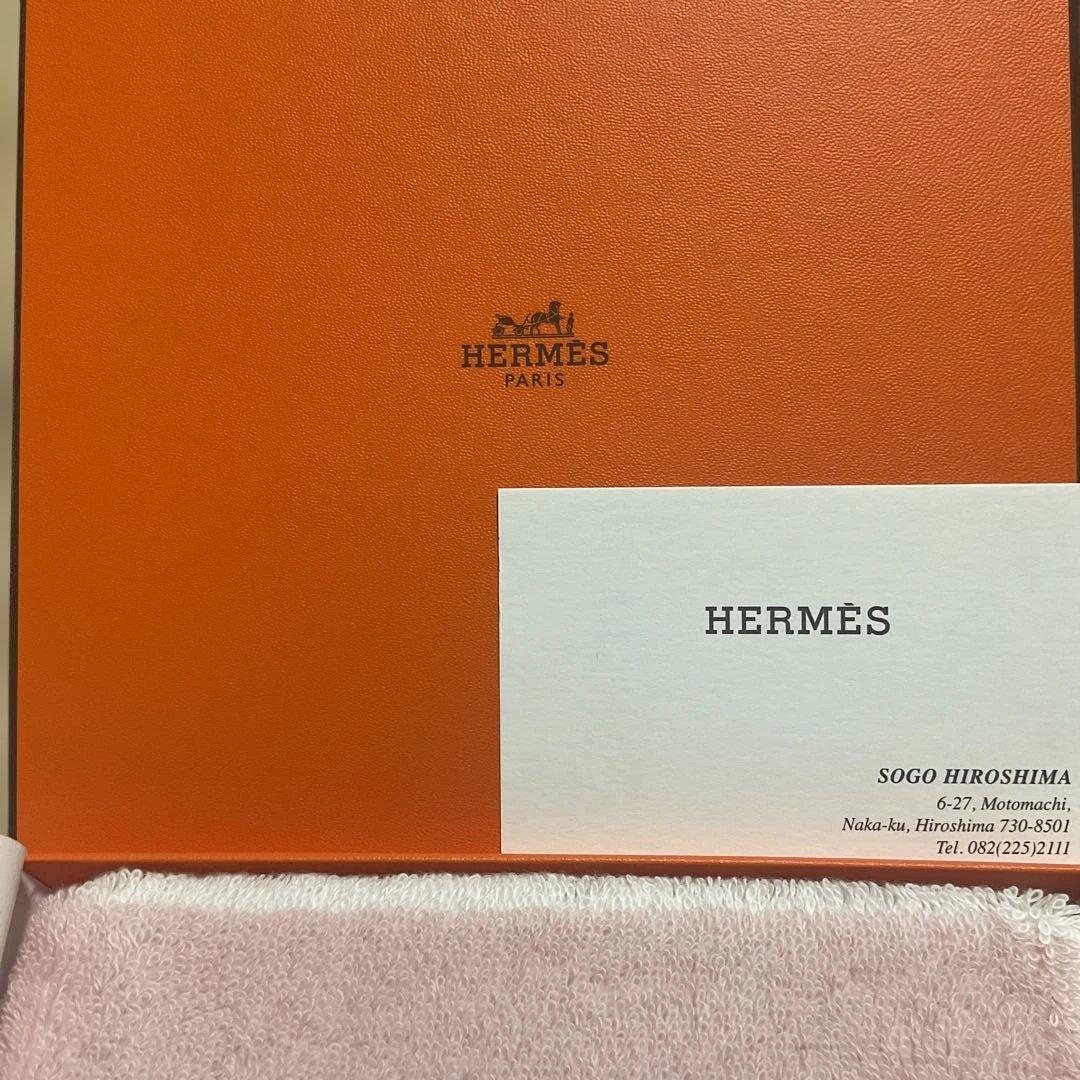 HERMÈS
PARIS
HERMÈS
SOGO HIROSHIMA
6-27, Motomachi,
Naka-ku, Hiroshima 730-8501
Tel. 082(225)2111